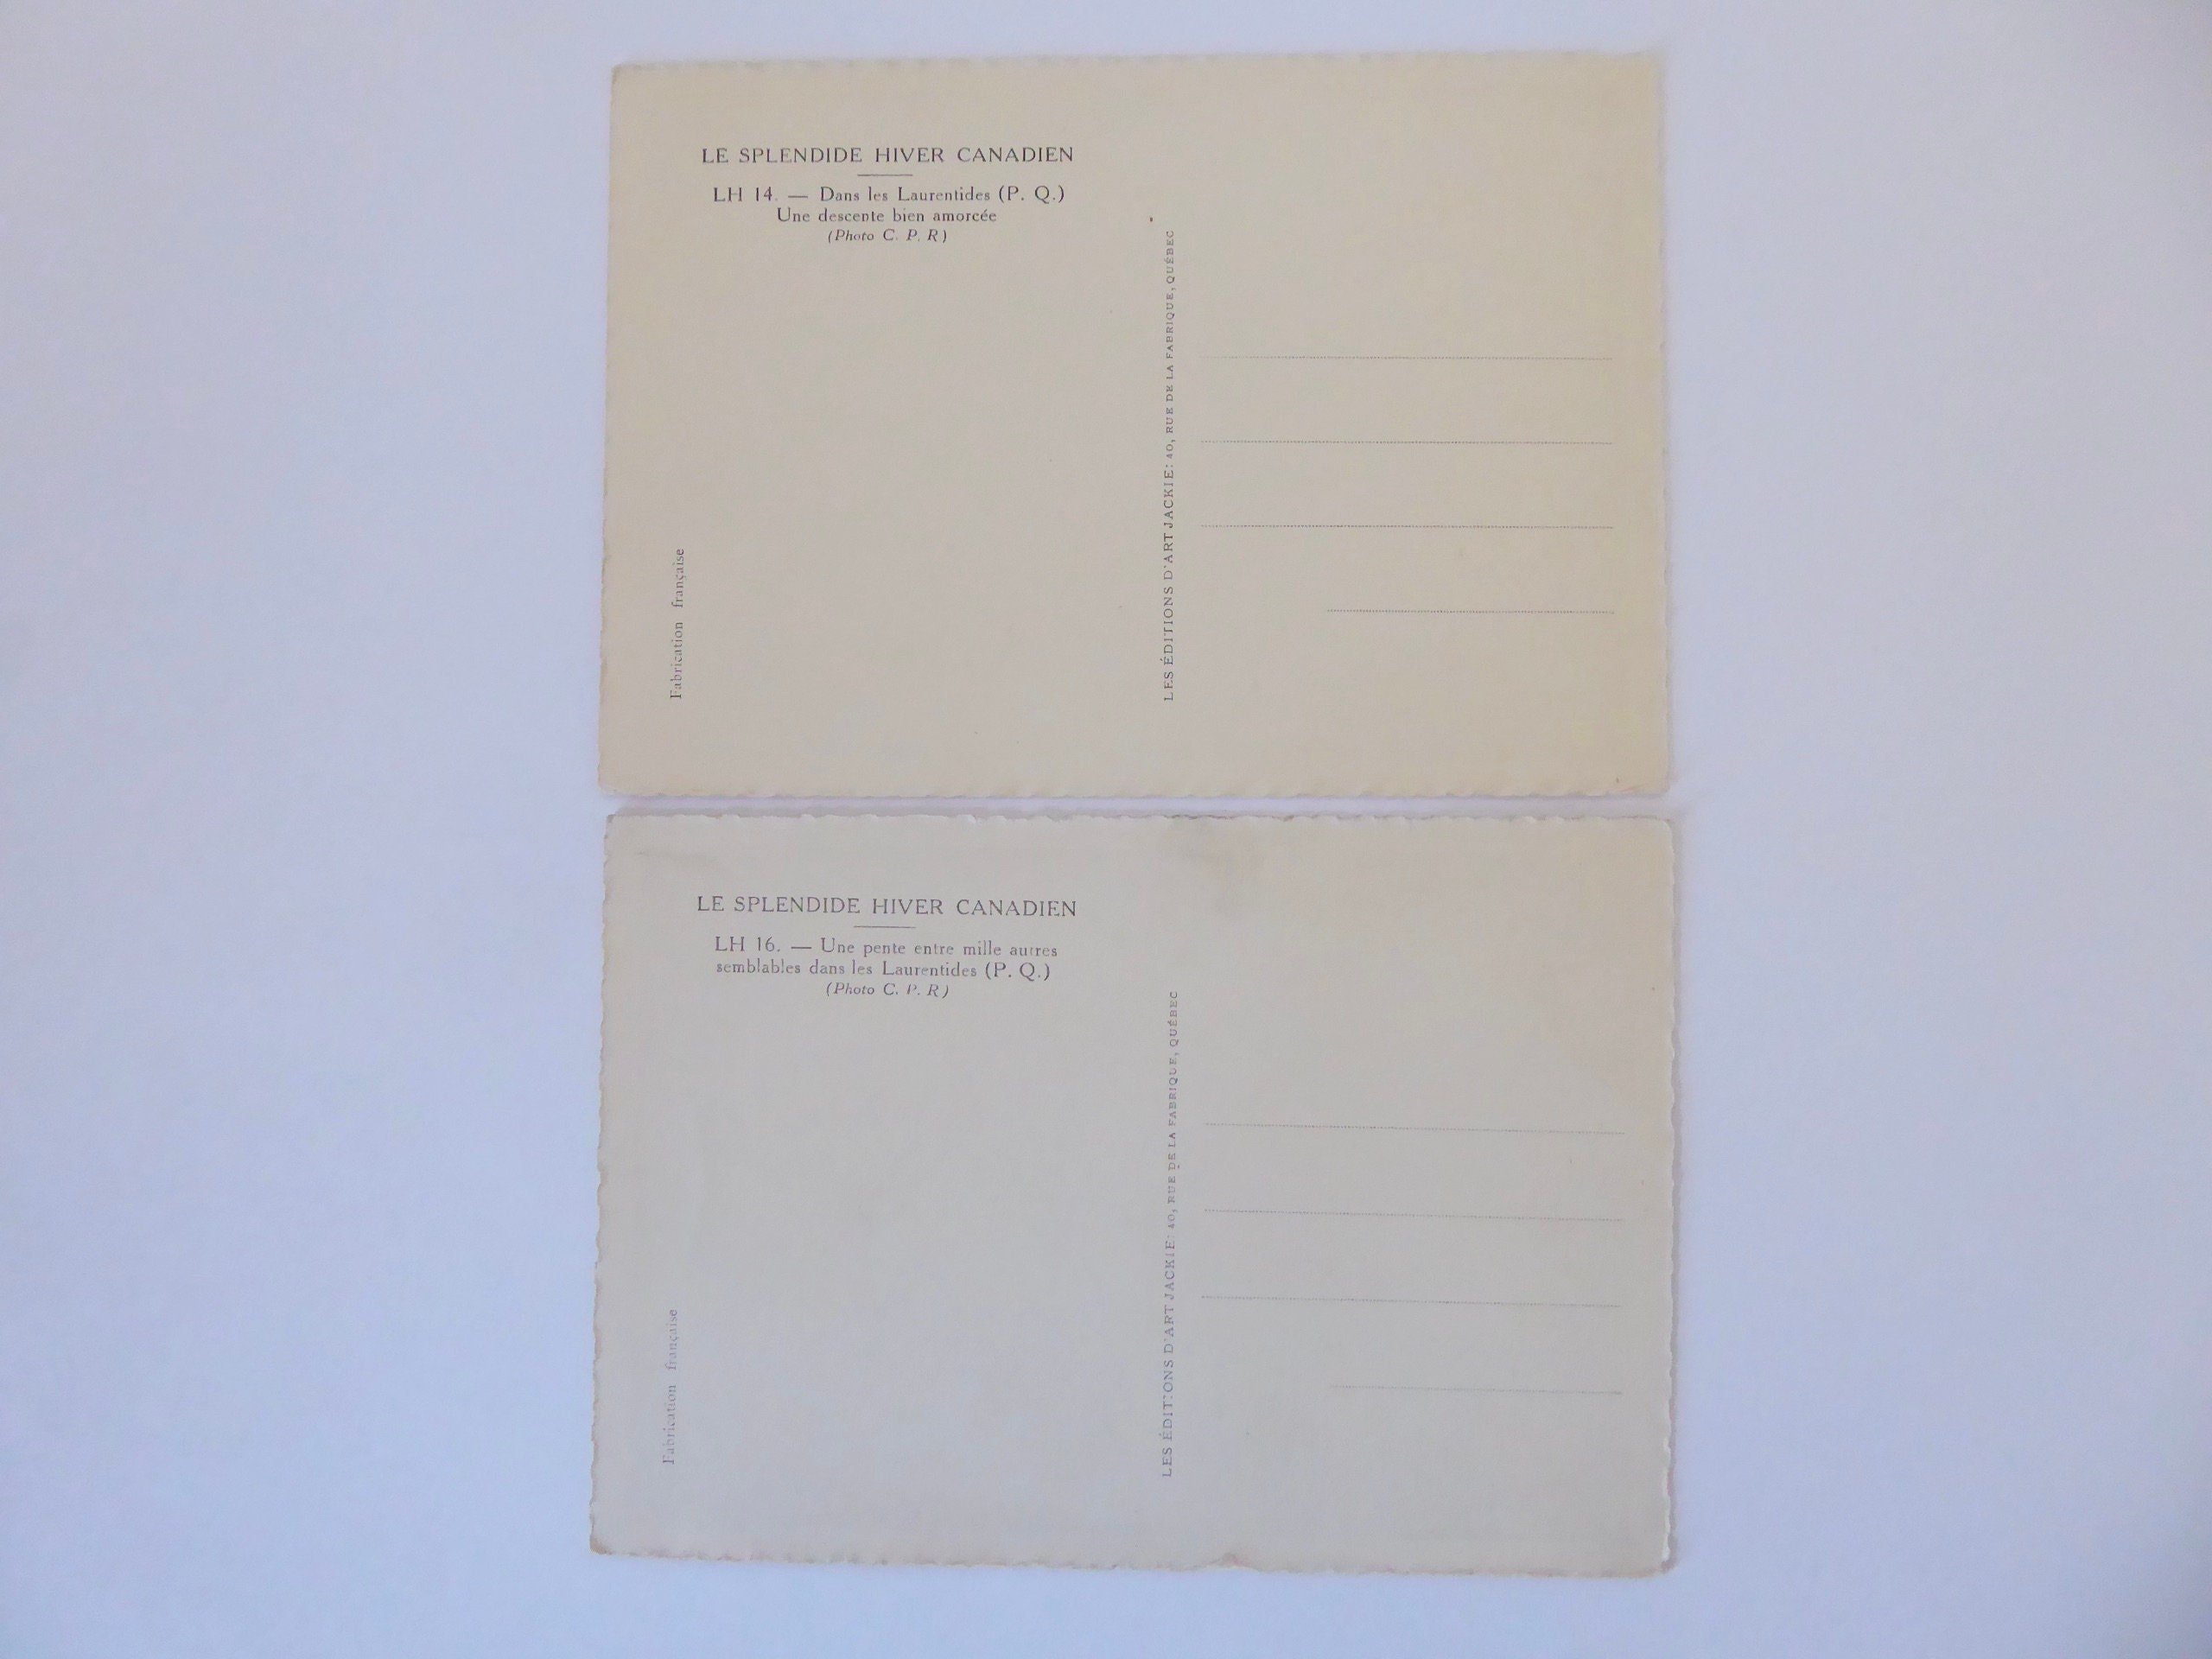 LE SPLENDIDE HIVER CANADIEN
LH 14. — Dans les Laurentides (P. Q.)
Une descente bien amorcée
(Photo C. P. R)
Fabrication française
LES ÉDITIONS D'ART JACKIE: 40, RUE DE LA FABRIQUE, QUÉBEC
LE SPLENDIDE HIVER CANADIEN
LH 16. — Une pente entre mille autres
semblables dans les Laurentides (P. Q.)
(Photo C. P. R)
Fabrication française
LES ÉDITIONS D'ART JACKIE: 40, RUE DE LA FABRIQUE, QUÉBEC